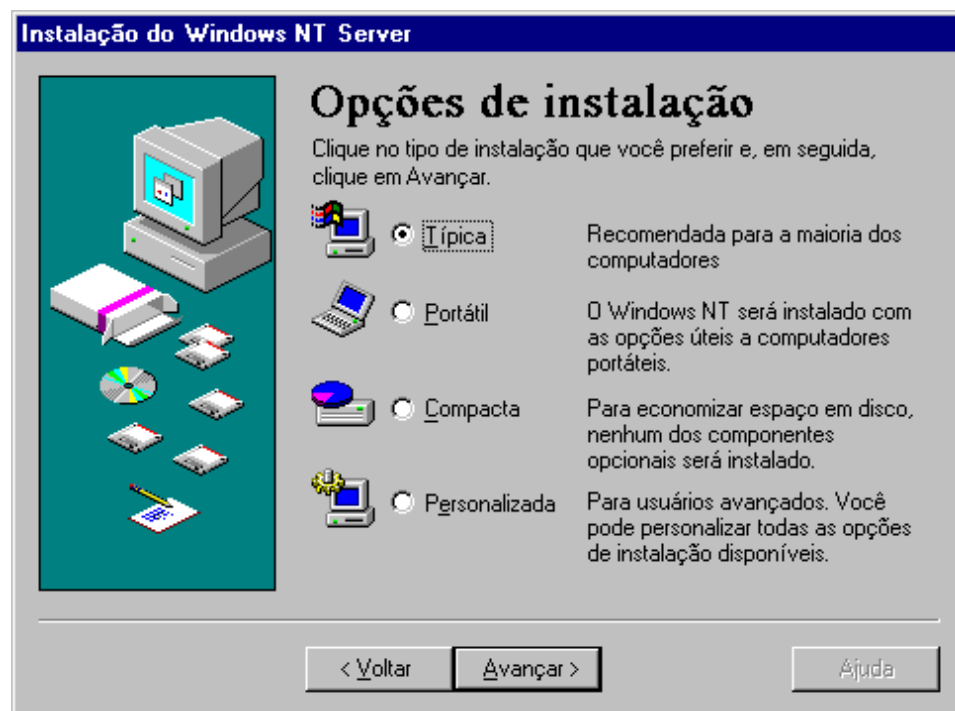 Instalação do Windows NT Server
Opções de instalação
Clique no tipo de instalação que você preferir e, em seguida,
clique em Avançar.
Típica
Recomendada para a maioria dos
computadores
Portátil
O Windows NT será instalado com
as opções úteis a computadores
portáteis.
Compacta
Para economizar espaço em disco,
nenhum dos componentes
opcionais será instalado.
Personalizada
Para usuários avançados. Você
pode personalizar todas as opções
de instalação disponíveis.
< Voltar
Avançar >
Ajuda